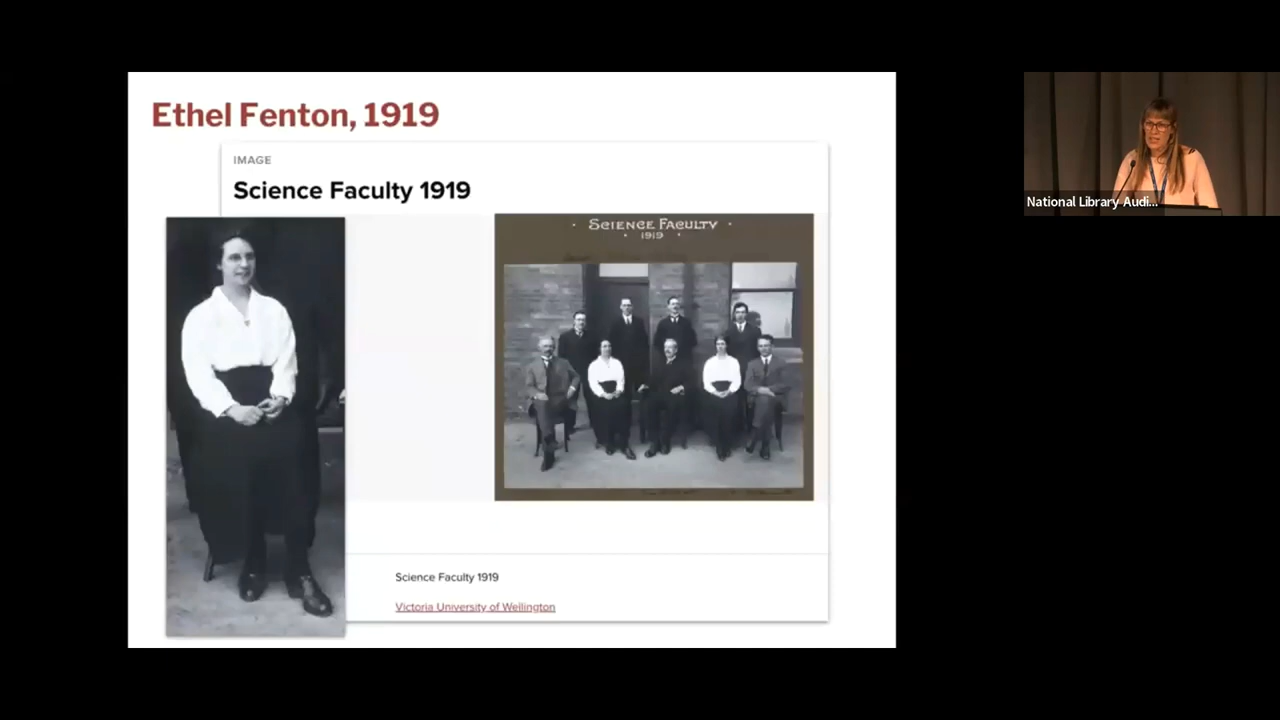 Ethel Fenton, 1919
IMAGE
Science Faculty 1919
· SCIENCE FACULTY ·
· 1919 ·
Science Faculty 1919
Victoria University of Wellington
National Library Audi...